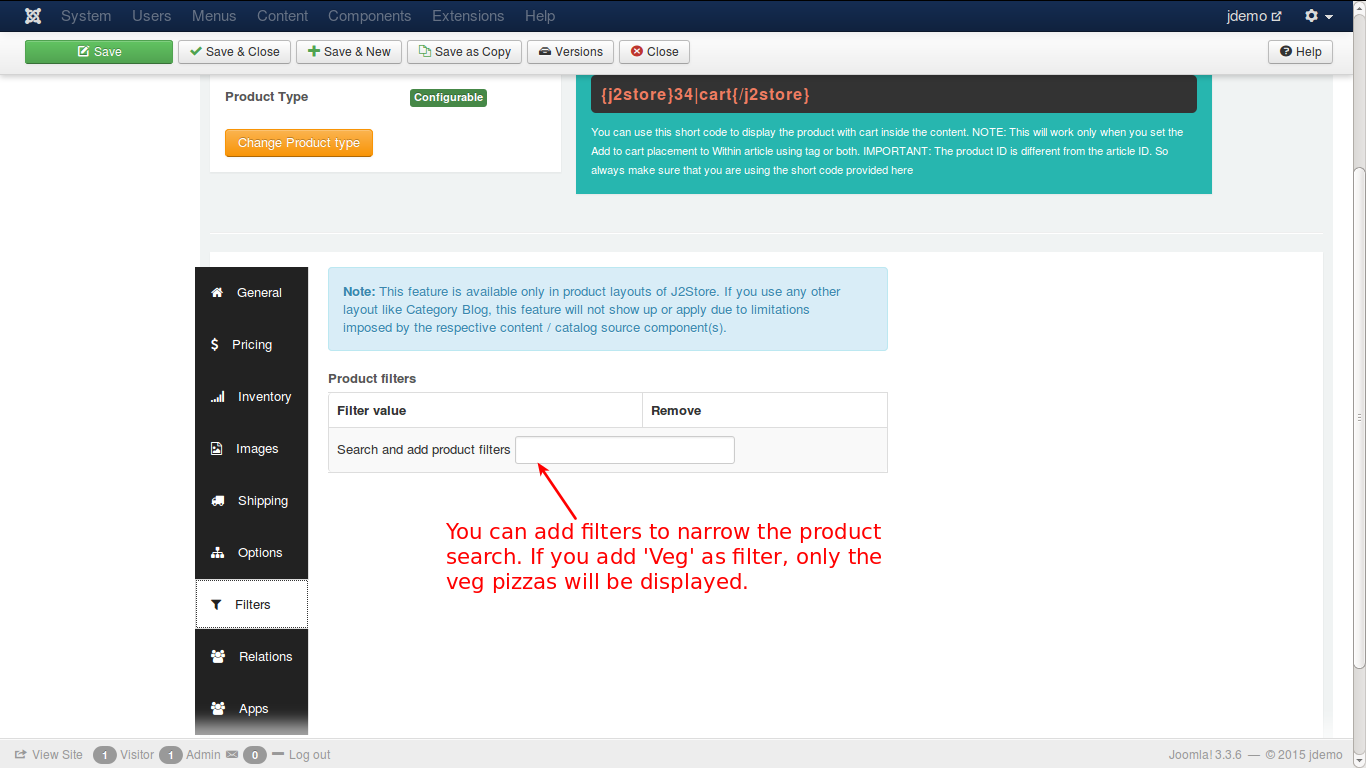 System Users Menus Content Components Extensions Help jdemo
Save Save & Close Save & New Save as Copy Versions Close Help
Product Type Configurable
Change Product type
{j2store}34|cart{/j2store}
You can use this short code to display the product with cart inside the content. NOTE: This will work only when you set the
Add to cart placement to Within article using tag or both. IMPORTANT: The product ID is different from the article ID. So
always make sure that you are using the short code provided here
General
Pricing
Inventory
Images
Shipping
Options
Filters
Relations
Apps
Note: This feature is available only in product layouts of J2Store. If you use any other
layout like Category Blog, this feature will not show up or apply due to limitations
imposed by the respective content / catalog source component(s).
Product filters
Filter value Remove
Search and add product filters
You can add filters to narrow the product
search. If you add 'Veg' as filter, only the
veg pizzas will be displayed.
View Site 1 Visitor 1 Admin 0 Log out Joomla! 3.3.6 — © 2015 jdemo